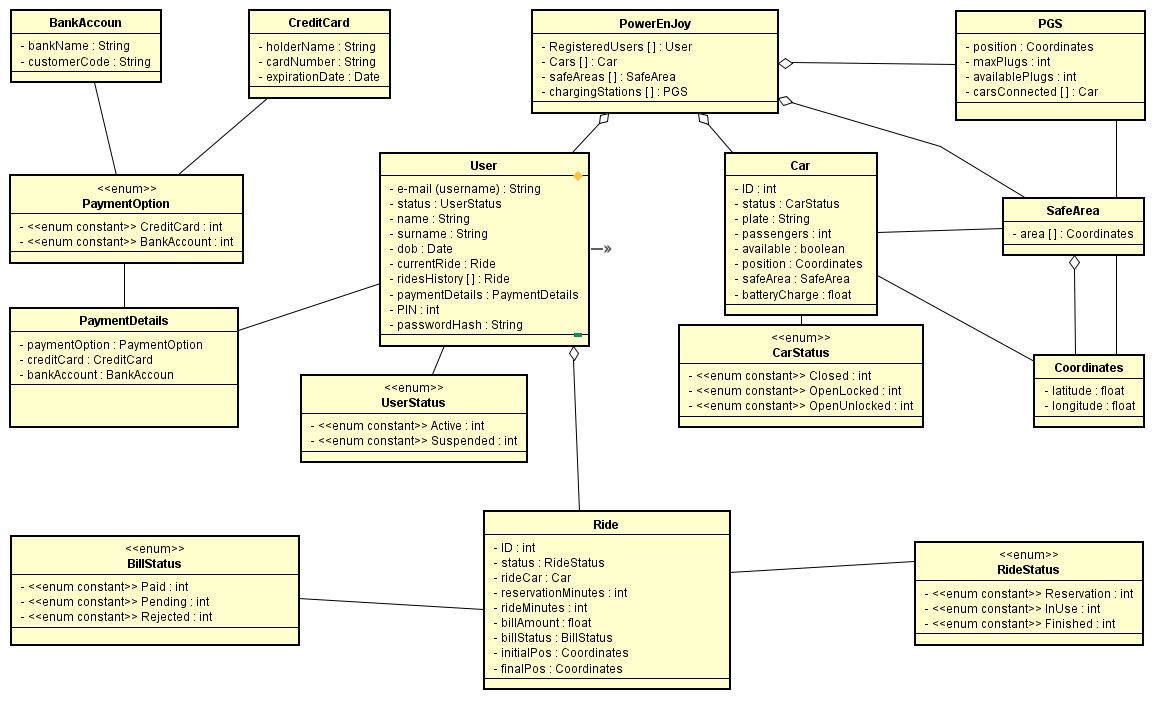 BankAccoun
- bankName : String
- customerCode : String
CreditCard
- holderName : String
- cardNumber : String
- expirationDate : Date
PowerEnJoy
- RegisteredUsers [ ] : User
- Cars [ ] : Car
- safeAreas [ ] : SafeArea
- chargingStations [ ] : PGS
PGS
- position : Coordinates
- maxPlugs : int
- availablePlugs : int
- carsConnected [ ] : Car
<<enum>>
PaymentOption
- <<enum constant>> CreditCard : int
- <<enum constant>> BankAccount : int
User
- e-mail (username) : String
- status : UserStatus
- name : String
- surname : String
- dob : Date
- currentRide : Ride
- ridesHistory [ ] : Ride
- paymentDetails : PaymentDetails
- PIN : int
- passwordHash : String
Car
- ID : int
- status : CarStatus
- plate : String
- passengers : int
- available : boolean
- position : Coordinates
- safeArea : SafeArea
- batteryCharge : float
SafeArea
- area [ ] : Coordinates
PaymentDetails
- paymentOption : PaymentOption
- creditCard : CreditCard
- bankAccount : BankAccoun
<<enum>>
UserStatus
- <<enum constant>> Active : int
- <<enum constant>> Suspended : int
<<enum>>
CarStatus
- <<enum constant>> Closed : int
- <<enum constant>> OpenLocked : int
- <<enum constant>> OpenUnlocked : int
Coordinates
- latitude : float
- longitude : float
<<enum>>
BillStatus
- <<enum constant>> Paid : int
- <<enum constant>> Pending : int
- <<enum constant>> Rejected : int
Ride
- ID : int
- status : RideStatus
- rideCar : Car
- reservationMinutes : int
- rideMinutes : int
- billAmount : float
- billStatus : BillStatus
- initialPos : Coordinates
- finalPos : Coordinates
<<enum>>
RideStatus
- <<enum constant>> Reservation : int
- <<enum constant>> InUse : int
- <<enum constant>> Finished : int